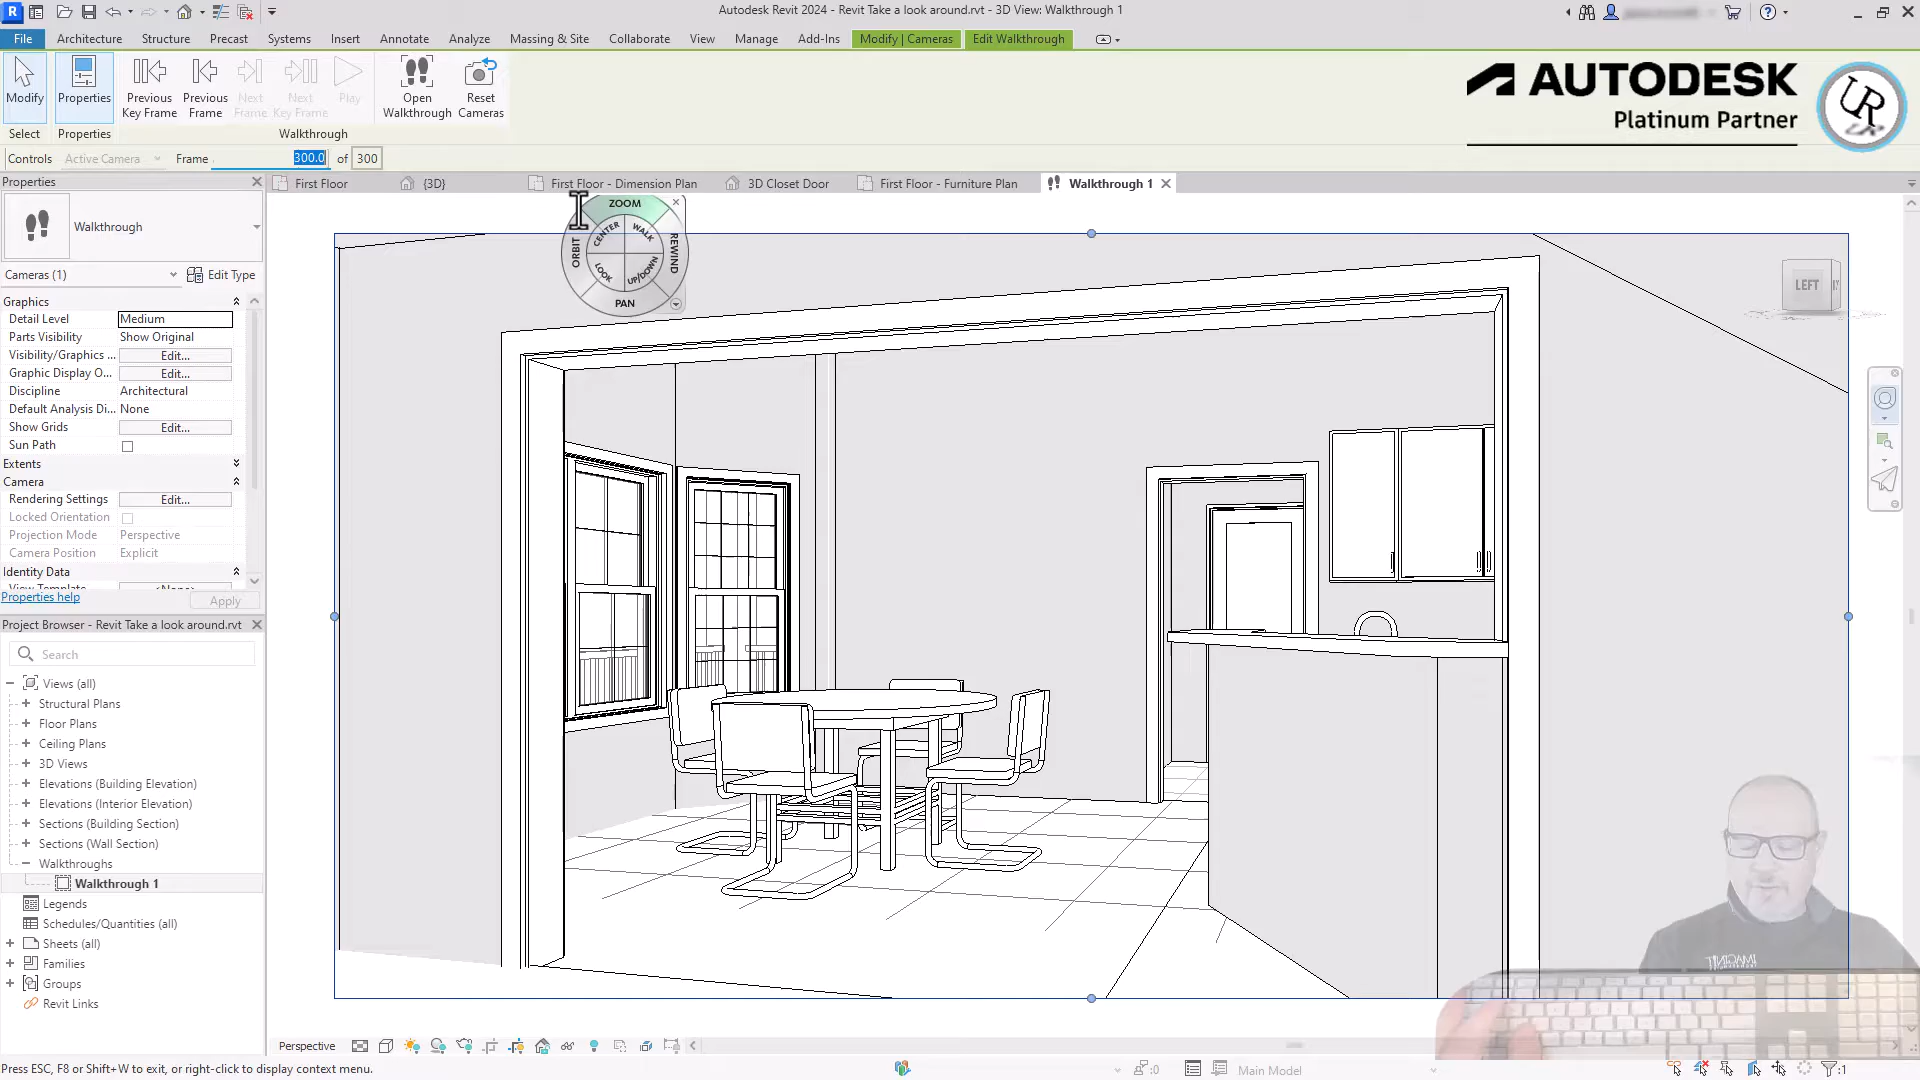 Autodesk Revit 2024 - Revit Take a look around.rvt - 3D View: Walkthrough 1
File Architecture Structure Precast Systems Insert Annotate Analyze Massing & Site Collaborate View Manage Add-Ins Modify | Cameras Edit Walkthrough
Modify Properties Previous Key Frame Previous Frame Next Frame Next Key Frame Play Open Walkthrough Reset Cameras
Select Properties Walkthrough
AUTODESK
Platinum Partner
Controls Active Camera Frame 300.0 of 300
Properties
First Floor {3D} First Floor - Dimension Plan 3D Closet Door First Floor - Furniture Plan Walkthrough 1
Walkthrough
Cameras (1) Edit Type
Graphics
Detail Level Medium
Parts Visibility Show Original
Visibility/Graphics ... Edit...
Graphic Display O... Edit...
Discipline Architectural
Default Analysis Di... None
Show Grids Edit...
Sun Path
Extents
Camera
Rendering Settings Edit...
Locked Orientation
Projection Mode Perspective
Camera Position Explicit
Identity Data
View Template <None>
Properties help Apply
ZOOM
CENTER WALK
ORBIT REWIND
LOOK UP/DOWN
PAN
LEFT
Project Browser - Revit Take a look around.rvt
Search
Views (all)
Structural Plans
Floor Plans
Ceiling Plans
3D Views
Elevations (Building Elevation)
Elevations (Interior Elevation)
Sections (Building Section)
Sections (Wall Section)
Walkthroughs
Walkthrough 1
Legends
Schedules/Quantities (all)
Sheets (all)
Families
Groups
Revit Links
Perspective
Press ESC, F8 or Shift+W to exit, or right-click to display context menu.
:0 Main Model :1